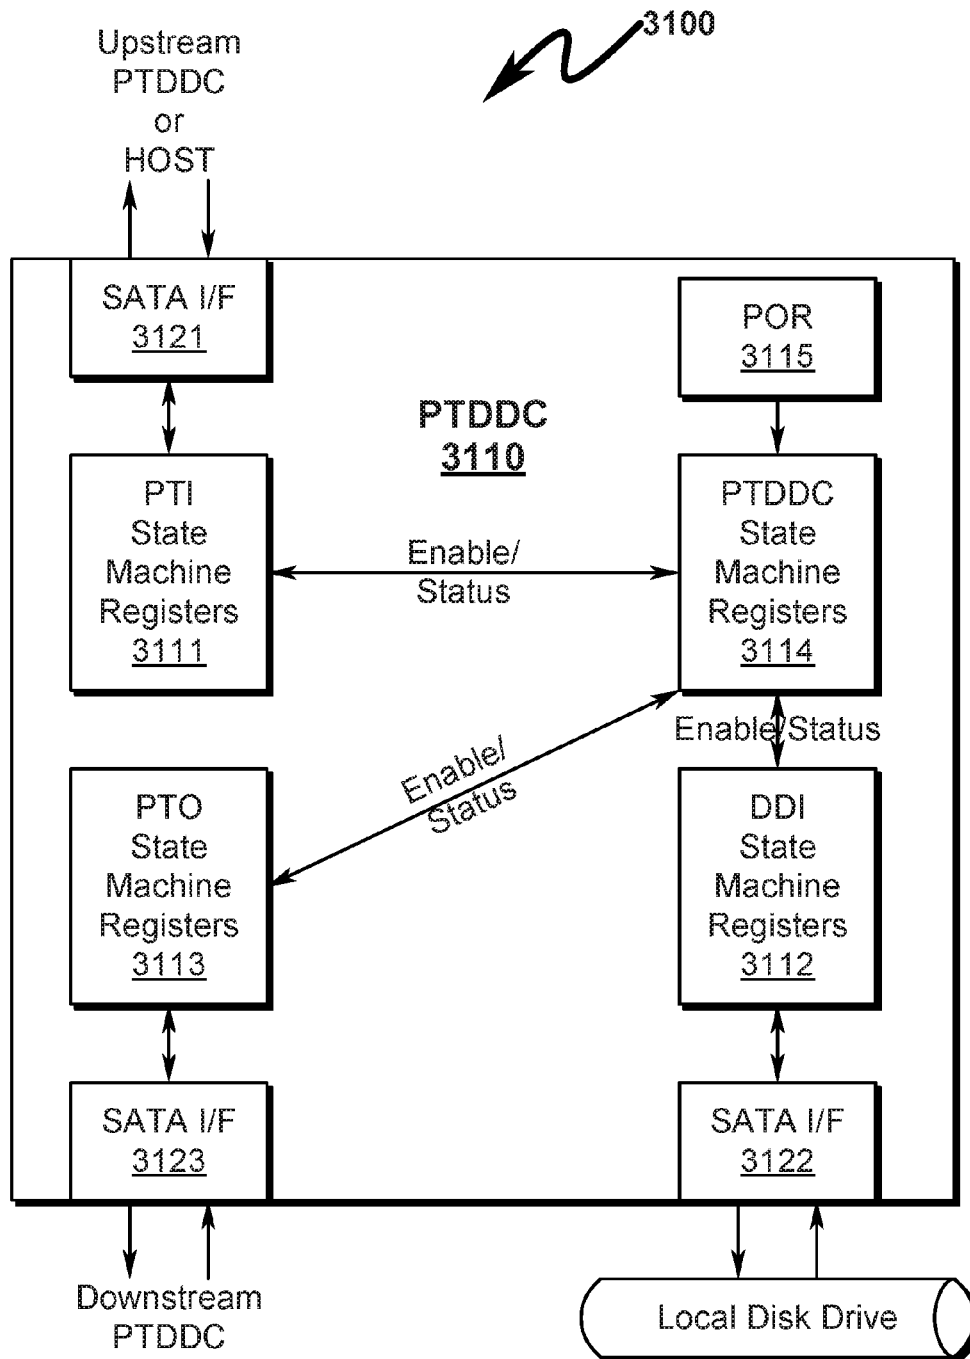 3100
Upstream
PTDDC
or
HOST
SATA I/F
3121
POR
3115
PTDDC
3110
PTI
State
Machine
Registers
3111
Enable/
Status
PTDDC
State
Machine
Registers
3114
Enable/Status
Enable/
Status
PTO
State
Machine
Registers
3113
DDI
State
Machine
Registers
3112
SATA I/F
3123
SATA I/F
3122
Downstream
PTDDC
Local Disk Drive